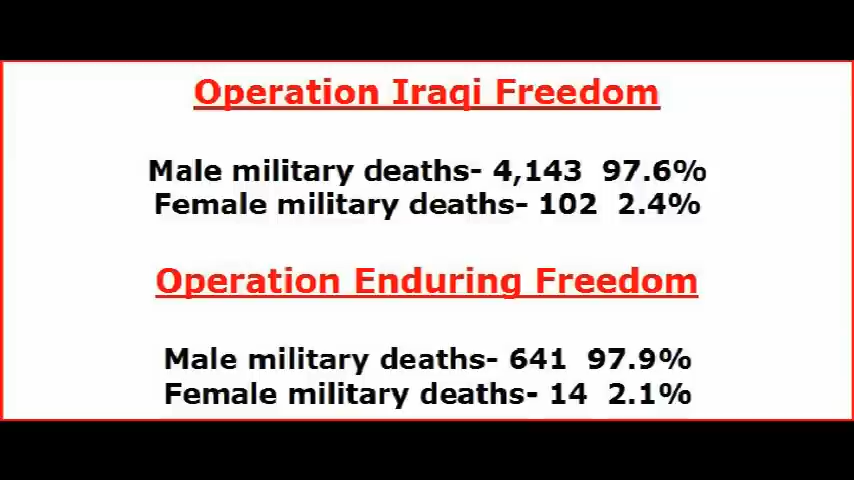 Operation Iraqi Freedom
Male military deaths- 4,143 97.6%
Female military deaths- 102 2.4%
Operation Enduring Freedom
Male military deaths- 641 97.9%
Female military deaths- 14 2.1%